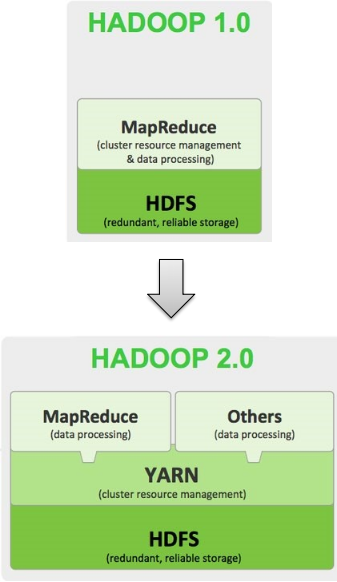 HADOOP 1.0
MapReduce
(cluster resource management
& data processing)
HDFS
(redundant, reliable storage)
HADOOP 2.0
MapReduce
(data processing)
Others
(data processing)
YARN
(cluster resource management)
HDFS
(redundant, reliable storage)